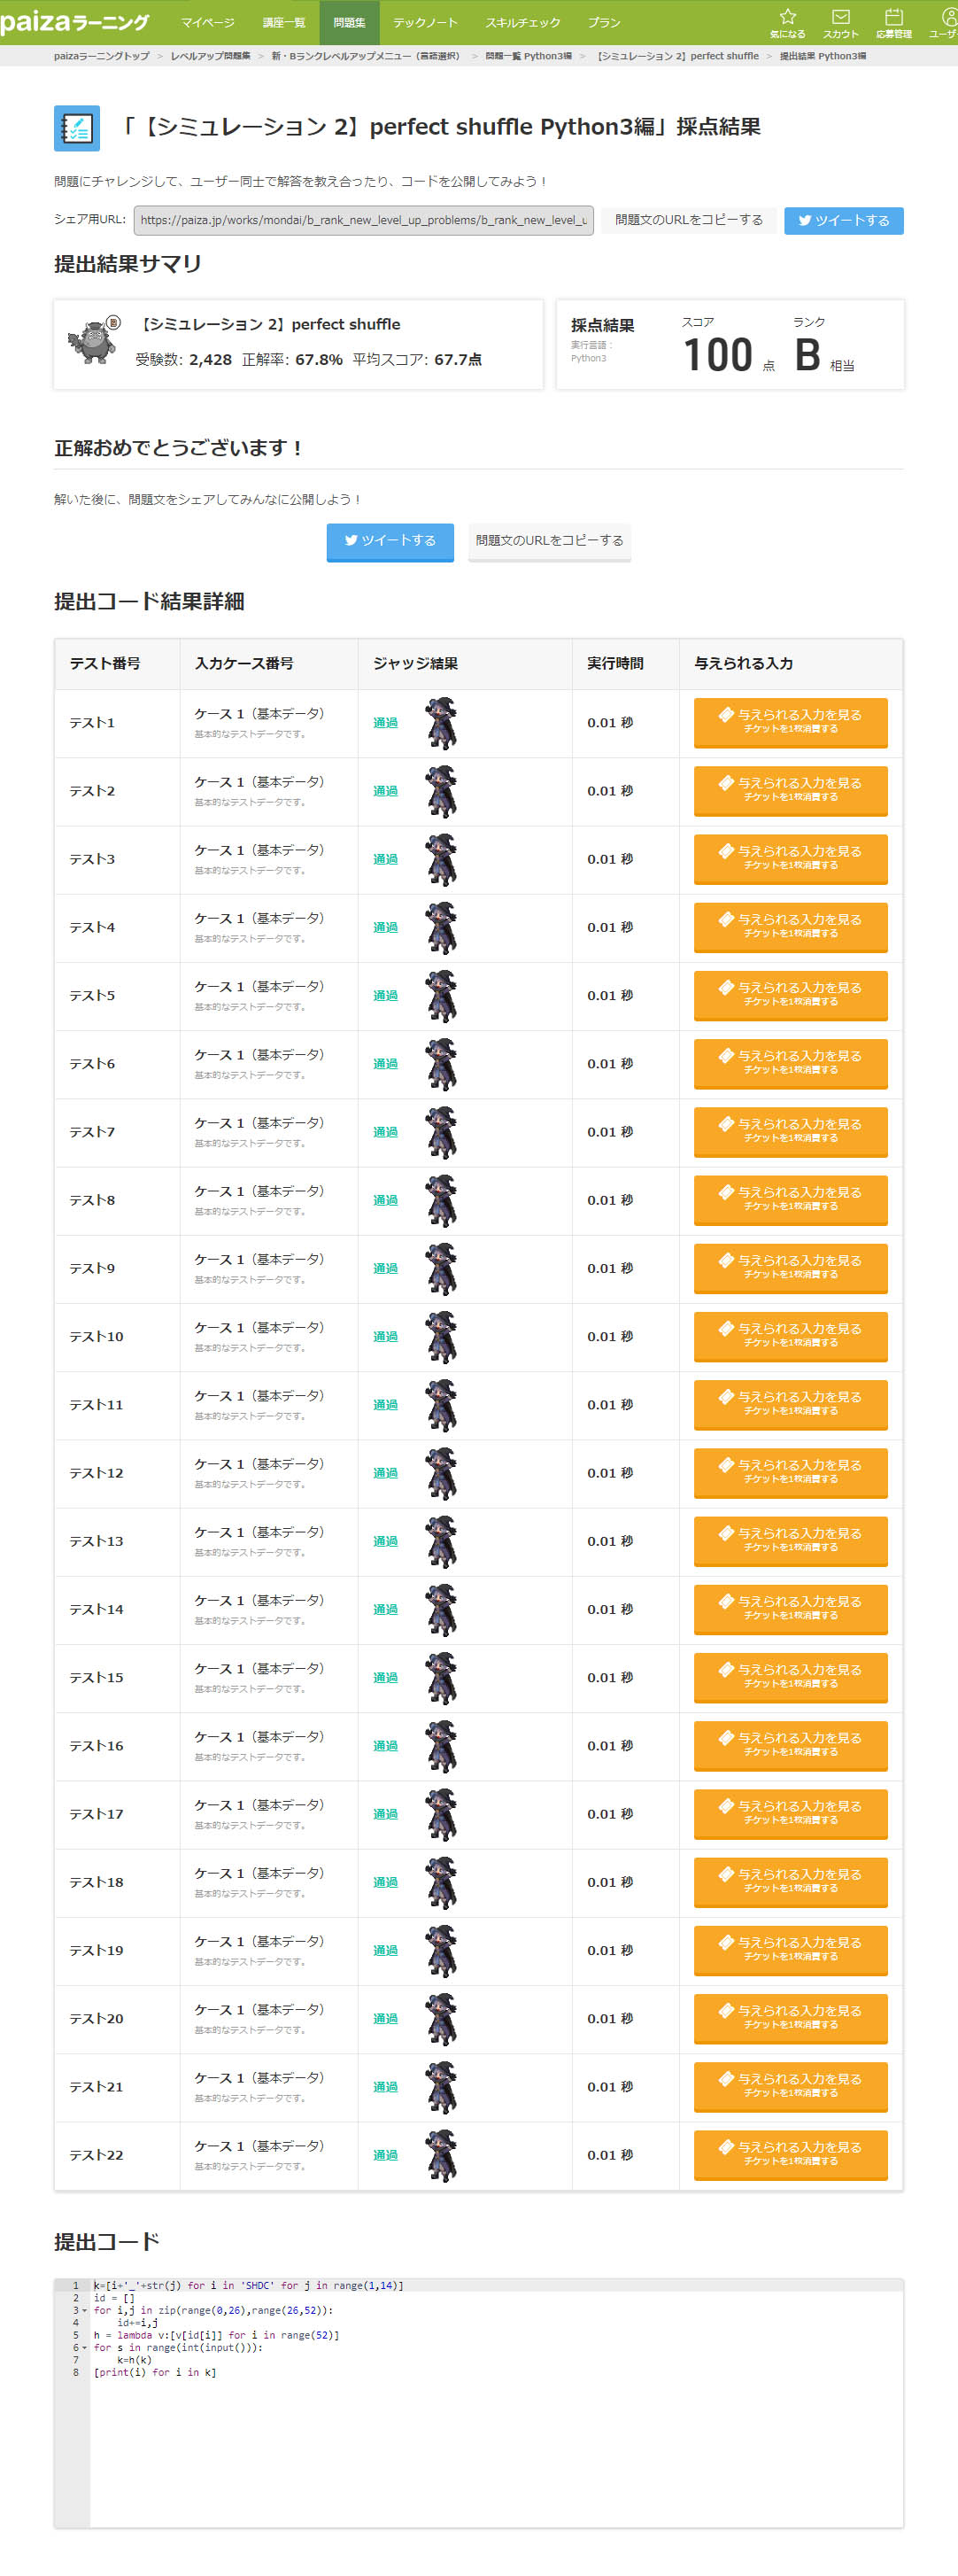 paizaラーニング マイページ 講座一覧 問題集 テックノート スキルチェック プラン 気になる スカウト 応募管理
paizaラーニングトップ > レベルアップ問題集 > 新・Bランクレベルアップメニュー（言語選択） > 問題一覧 Python3編 > 【シミュレーション 2】perfect shuffle > 提出結果 Python3編
「【シミュレーション 2】perfect shuffle Python3編」採点結果
問題にチャレンジして、ユーザー同士で解答を教え合ったり、コードを公開してみよう！
シェア用URL: https://paiza.jp/works/mondai/b_rank_new_level_up_problems/b_rank_new_level_u 問題文のURLをコピーする ツイートする
提出結果サマリ
【シミュレーション 2】perfect shuffle
受験数: 2,428 正解率: 67.8% 平均スコア: 67.7点
採点結果 スコア ランク
実行言語：
Python3
100 点 B 相当
正解おめでとうございます！
解いた後に、問題文をシェアしてみんなに公開しよう！
ツイートする 問題文のURLをコピーする
提出コード結果詳細
テスト番号 入力ケース番号 ジャッジ結果 実行時間 与えられる入力
テスト1 ケース 1（基本データ） 通過 0.01 秒 与えられる入力を見る
基本的なテストデータです。 チケットを1枚消費する
テスト2 ケース 1（基本データ） 通過 0.01 秒 与えられる入力を見る
基本的なテストデータです。 チケットを1枚消費する
テスト3 ケース 1（基本データ） 通過 0.01 秒 与えられる入力を見る
基本的なテストデータです。 チケットを1枚消費する
テスト4 ケース 1（基本データ） 通過 0.01 秒 与えられる入力を見る
基本的なテストデータです。 チケットを1枚消費する
テスト5 ケース 1（基本データ） 通過 0.01 秒 与えられる入力を見る
基本的なテストデータです。 チケットを1枚消費する
テスト6 ケース 1（基本データ） 通過 0.01 秒 与えられる入力を見る
基本的なテストデータです。 チケットを1枚消費する
テスト7 ケース 1（基本データ） 通過 0.01 秒 与えられる入力を見る
基本的なテストデータです。 チケットを1枚消費する
テスト8 ケース 1（基本データ） 通過 0.01 秒 与えられる入力を見る
基本的なテストデータです。 チケットを1枚消費する
テスト9 ケース 1（基本データ） 通過 0.01 秒 与えられる入力を見る
基本的なテストデータです。 チケットを1枚消費する
テスト10 ケース 1（基本データ） 通過 0.01 秒 与えられる入力を見る
基本的なテストデータです。 チケットを1枚消費する
テスト11 ケース 1（基本データ） 通過 0.01 秒 与えられる入力を見る
基本的なテストデータです。 チケットを1枚消費する
テスト12 ケース 1（基本データ） 通過 0.01 秒 与えられる入力を見る
基本的なテストデータです。 チケットを1枚消費する
テスト13 ケース 1（基本データ） 通過 0.01 秒 与えられる入力を見る
基本的なテストデータです。 チケットを1枚消費する
テスト14 ケース 1（基本データ） 通過 0.01 秒 与えられる入力を見る
基本的なテストデータです。 チケットを1枚消費する
テスト15 ケース 1（基本データ） 通過 0.01 秒 与えられる入力を見る
基本的なテストデータです。 チケットを1枚消費する
テスト16 ケース 1（基本データ） 通過 0.01 秒 与えられる入力を見る
基本的なテストデータです。 チケットを1枚消費する
テスト17 ケース 1（基本データ） 通過 0.01 秒 与えられる入力を見る
基本的なテストデータです。 チケットを1枚消費する
テスト18 ケース 1（基本データ） 通過 0.01 秒 与えられる入力を見る
基本的なテストデータです。 チケットを1枚消費する
テスト19 ケース 1（基本データ） 通過 0.01 秒 与えられる入力を見る
基本的なテストデータです。 チケットを1枚消費する
テスト20 ケース 1（基本データ） 通過 0.01 秒 与えられる入力を見る
基本的なテストデータです。 チケットを1枚消費する
テスト21 ケース 1（基本データ） 通過 0.01 秒 与えられる入力を見る
基本的なテストデータです。 チケットを1枚消費する
テスト22 ケース 1（基本データ） 通過 0.01 秒 与えられる入力を見る
基本的なテストデータです。 チケットを1枚消費する
提出コード
1 k=[i+'_'+str(j) for i in 'SHDC' for j in range(1,14)]
2 id = []
3 for i,j in zip(range(0,26),range(26,52)):
4 id+=i,j
5 h = lambda v:[v[id[i]] for i in range(52)]
6 for s in range(int(input())):
7 k=h(k)
8 [print(i) for i in k]